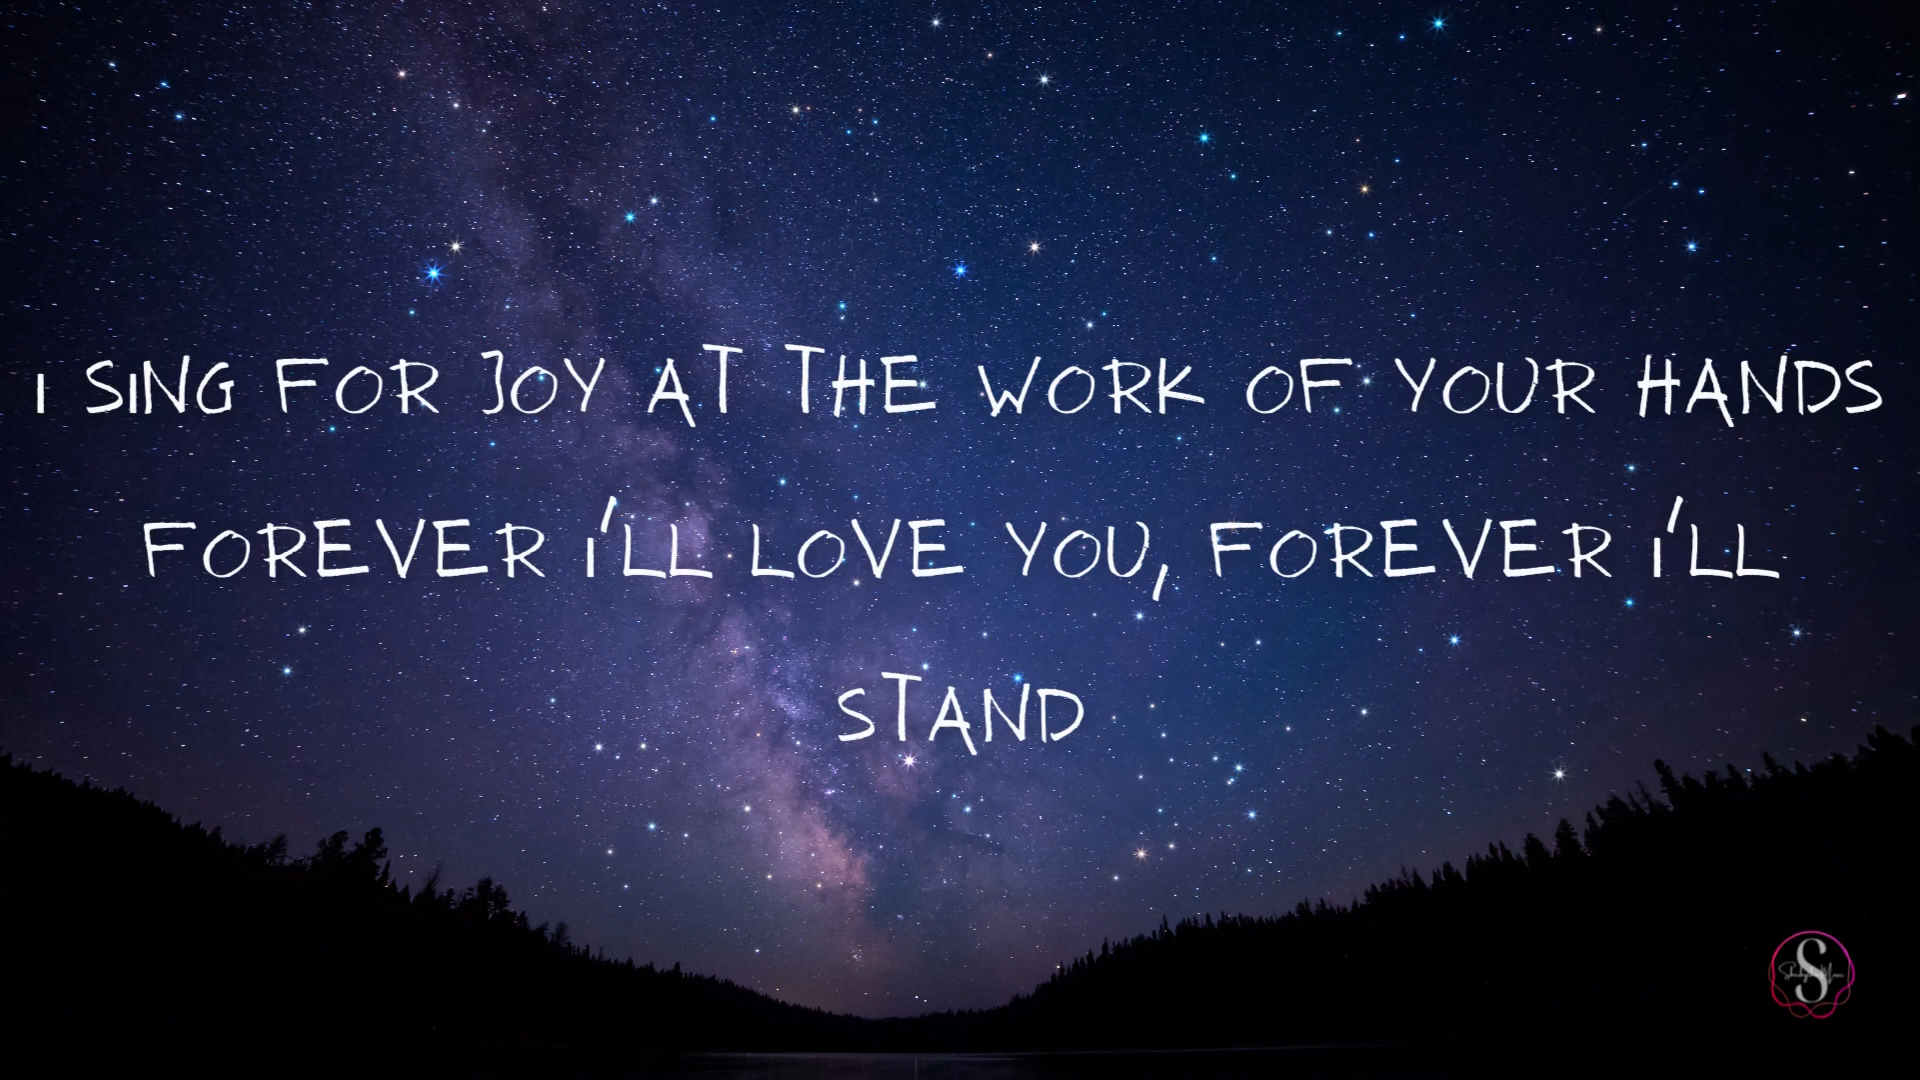 I SING FOR JOY AT THE WORK OF YOUR HANDS
FOREVER I'LL LOVE YOU, FOREVER I'LL
STAND
S